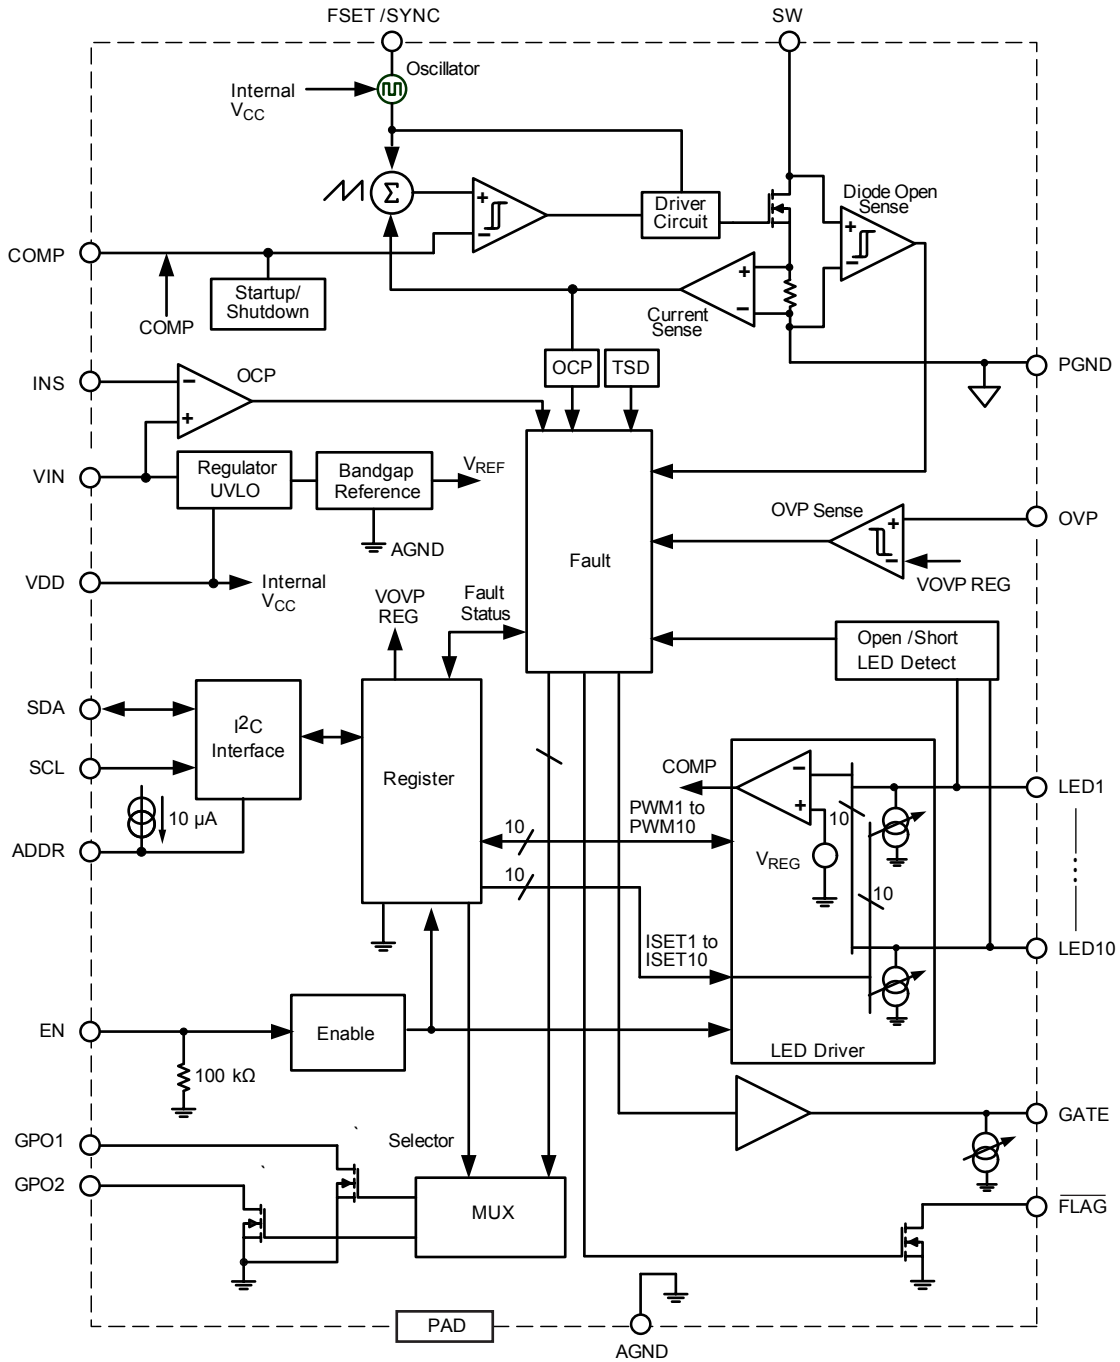 FSET /SYNC
SW
Oscillator
Internal
VCC
Σ
+
−
Driver
Circuit
Diode Open
Sense
+
−
COMP
Startup/
Shutdown
COMP
Current
Sense
+
−
OCP
TSD
PGND
INS
−
+
OCP
VIN
Regulator
UVLO
Bandgap
Reference
VREF
AGND
Fault
OVP Sense
+
−
OVP
VOVP REG
VDD
Internal
VCC
VOVP
REG
Fault
Status
Open /Short
LED Detect
SDA
I2C
Interface
SCL
10 µA
ADDR
Register
COMP
−
+
VREG
10
10
LED1
LED10
10
PWM1 to
PWM10
10
ISET1 to
ISET10
LED Driver
EN
Enable
100 kΩ
GPO1
GPO2
Selector
MUX
GATE
FLAG
PAD
AGND